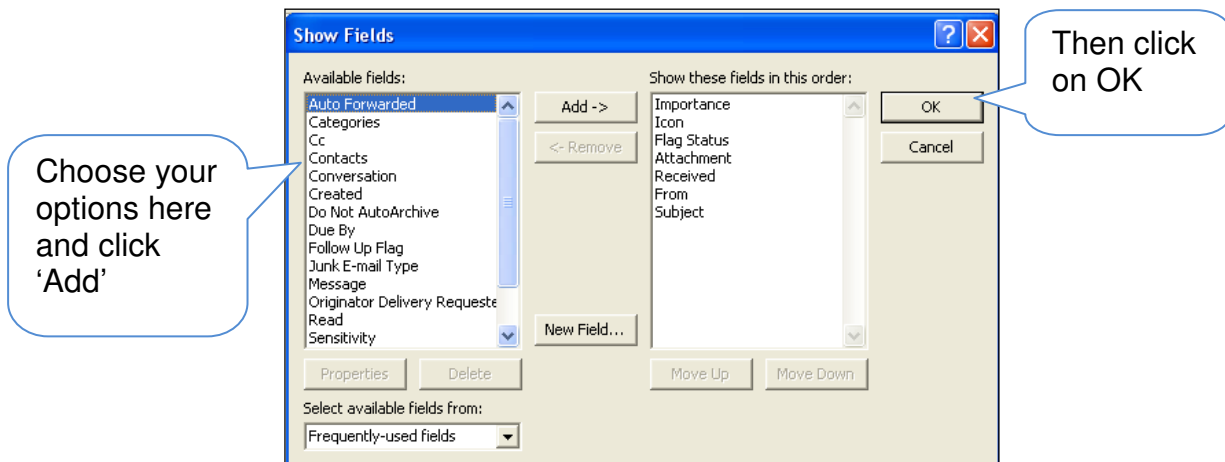 Show Fields
Then click
on OK
Available fields:
Show these fields in this order:
Auto Forwarded
Categories
Cc
Contacts
Conversation
Created
Do Not AutoArchive
Due By
Follow Up Flag
Junk E-mail Type
Message
Originator Delivery Requeste
Read
Sensitivity
Add ->
<- Remove
New Field...
Importance
Icon
Flag Status
Attachment
Received
From
Subject
OK
Cancel
Choose your
options here
and click
‘Add’
Properties
Delete
Move Up
Move Down
Select available fields from:
Frequently-used fields